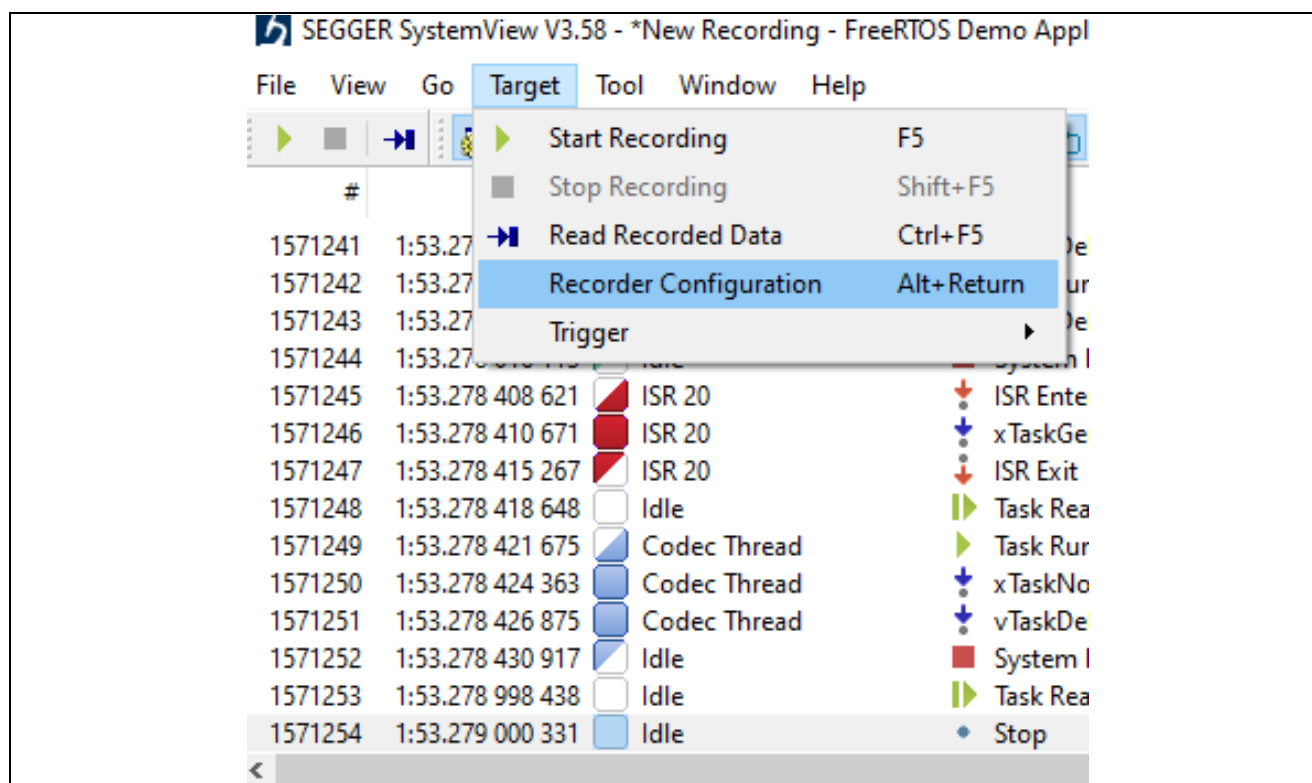 SEGGER SystemView V3.58 - *New Recording - FreeRTOS Demo Appl
File View Go Target Tool Window Help
Start Recording F5
#
Stop Recording Shift+F5
Read Recorded Data Ctrl+F5
1571241 1:53.27
Recorder Configuration Alt+Return
1571242 1:53.27
1571243 1:53.27
Trigger
1571244 1:53.27
1571245 1:53.278 408 621 ISR 20 ISR Ente
1571246 1:53.278 410 671 ISR 20 xTaskGe
1571247 1:53.278 415 267 ISR 20 ISR Exit
1571248 1:53.278 418 648 Idle Task Rea
1571249 1:53.278 421 675 Codec Thread Task Rur
1571250 1:53.278 424 363 Codec Thread xTaskNo
1571251 1:53.278 426 875 Codec Thread vTaskDe
1571252 1:53.278 430 917 Idle System I
1571253 1:53.278 998 438 Idle Task Rea
1571254 1:53.279 000 331 Idle Stop